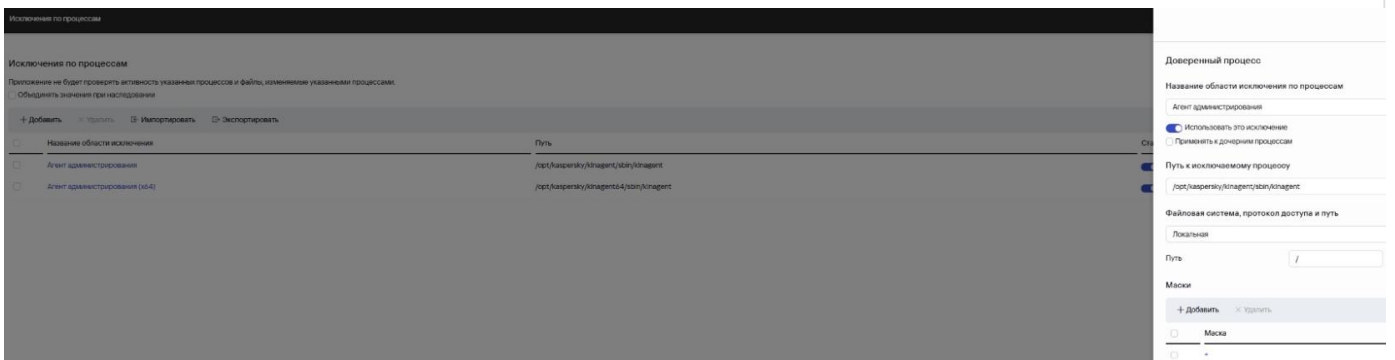 Исключения по процессам
Исключения по процессам
Приложение не будет проверять активность указанных процессов и файлы, изменяемые указанными процессами.
Объединять значения при наследовании
+ Добавить × Удалить Импортировать Экспортировать
Название области исключения Путь Ста
Агент администрирования /opt/kaspersky/klnagent/sbin/klnagent
Агент администрирования (x64) /opt/kaspersky/klnagent64/sbin/klnagent
Доверенный процесс
Название области исключения по процессам
Агент администрирования
Использовать это исключение
Применять к дочерним процессам
Путь к исключаемому процессу
/opt/kaspersky/klnagent/sbin/klnagent
Файловая система, протокол доступа и путь
Локальная
Путь /
Маски
+ Добавить × Удалить
Маска
*